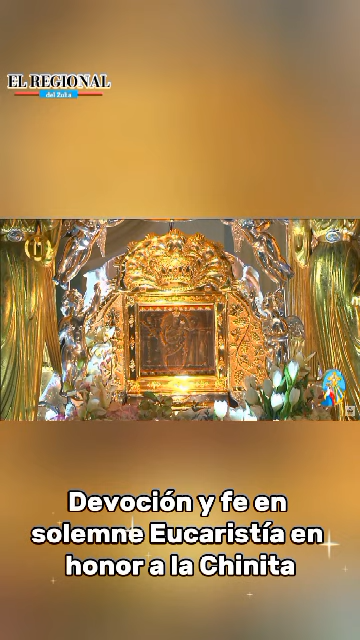 EL REGIONAL
del Zulia
Devoción y fe en
solemne Eucaristía en
honor a la Chinita